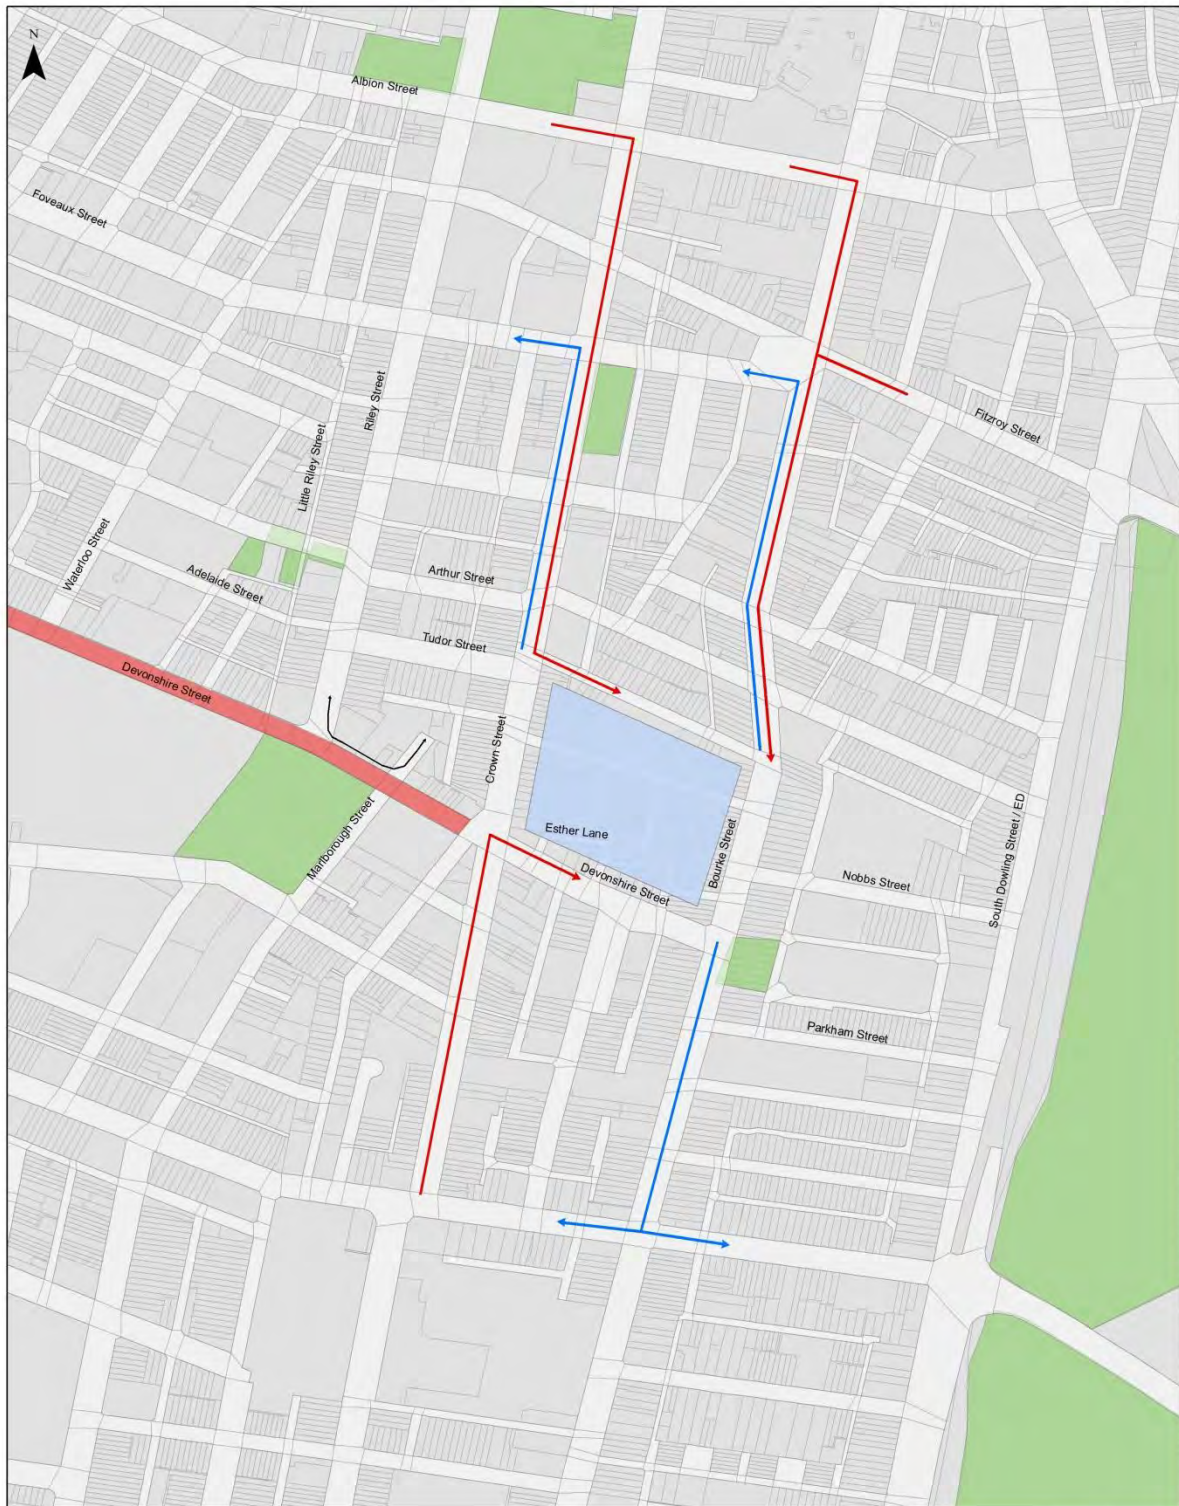 N
Albion Street
Foveaux Street
Riley Street
Little Riley Street
Fitzroy Street
Waterloo Street
Arthur Street
Adelaide Street
Tudor Street
Devonshire Street
Crown Street
Marlborough Street
Esther Lane
Devonshire Street
Bourke Street
Nobbs Street
South Dowling Street / ED
Parkham Street